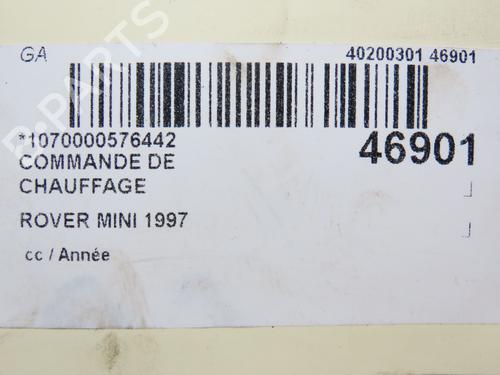 GA
40200301 46901
*1070000576442
46901
COMMANDE DE
CHAUFFAGE
ROVER MINI 1997
cc / Année